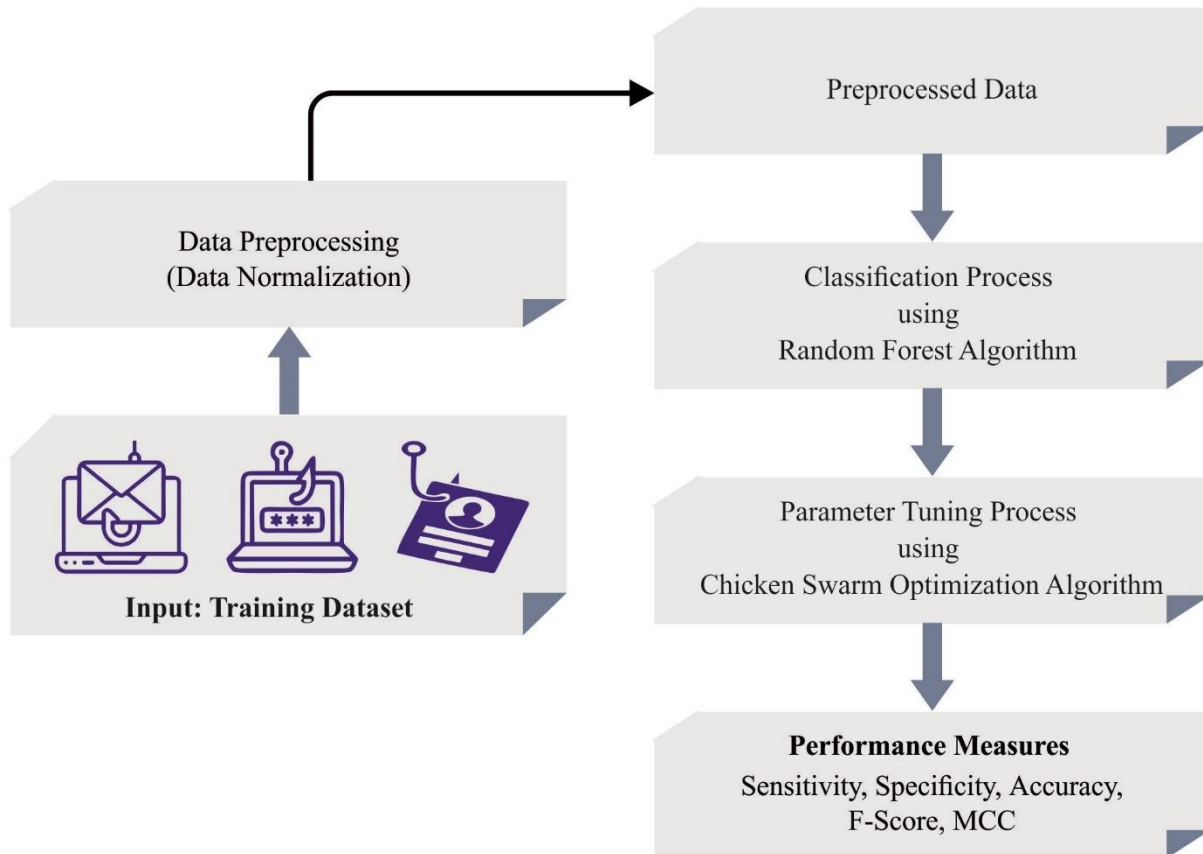 Preprocessed Data
Data Preprocessing
(Data Normalization)
Classification Process
using
Random Forest Algorithm
***
Input: Training Dataset
Parameter Tuning Process
using
Chicken Swarm Optimization Algorithm
Performance Measures
Sensitivity, Specificity, Accuracy,
F-Score, MCC